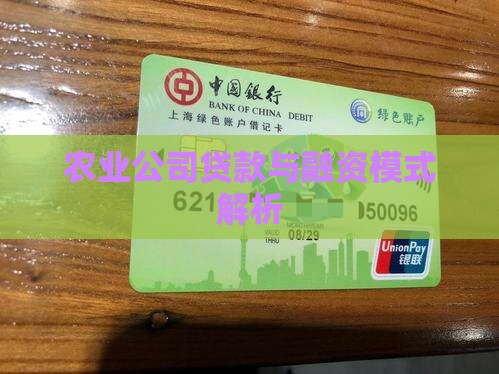 中国银行
BANK OF CHINA DEBIT
绿色账户
上海绿色账户借记卡
农业公司贷款与融资模式
解析
621 50096
MONTH/YEAR
VALID THRU 08/29
UnionPay
银联